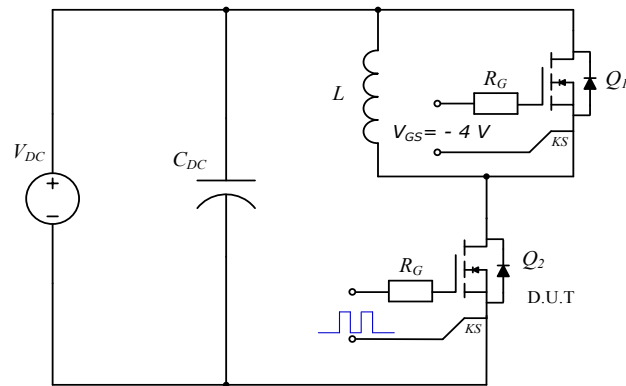 R_G
Q_1
L
V_GS = - 4 V
KS
V_DC
+
−
C_DC
R_G
Q_2
D.U.T
KS